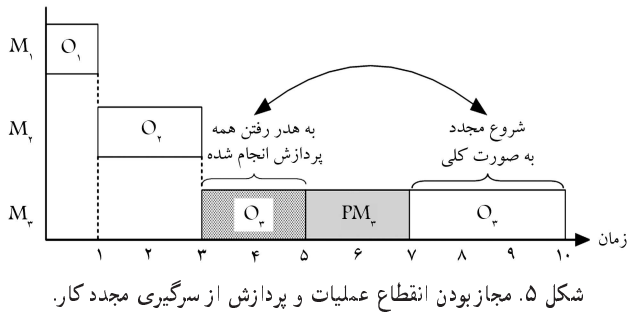 M۱ O۱
M۲ O۲
به هدر رفتن همه
پردازش انجام شده
شروع مجدد
به صورت کلی
M۳ O۳ PM۳ O۳
زمان
۱ ۲ ۳ ۴ ۵ ۶ ۷ ۸ ۹ ۱۰
شکل ۵. مجازبودن انقطاع عملیات و پردازش از سرگیری مجدد کار.